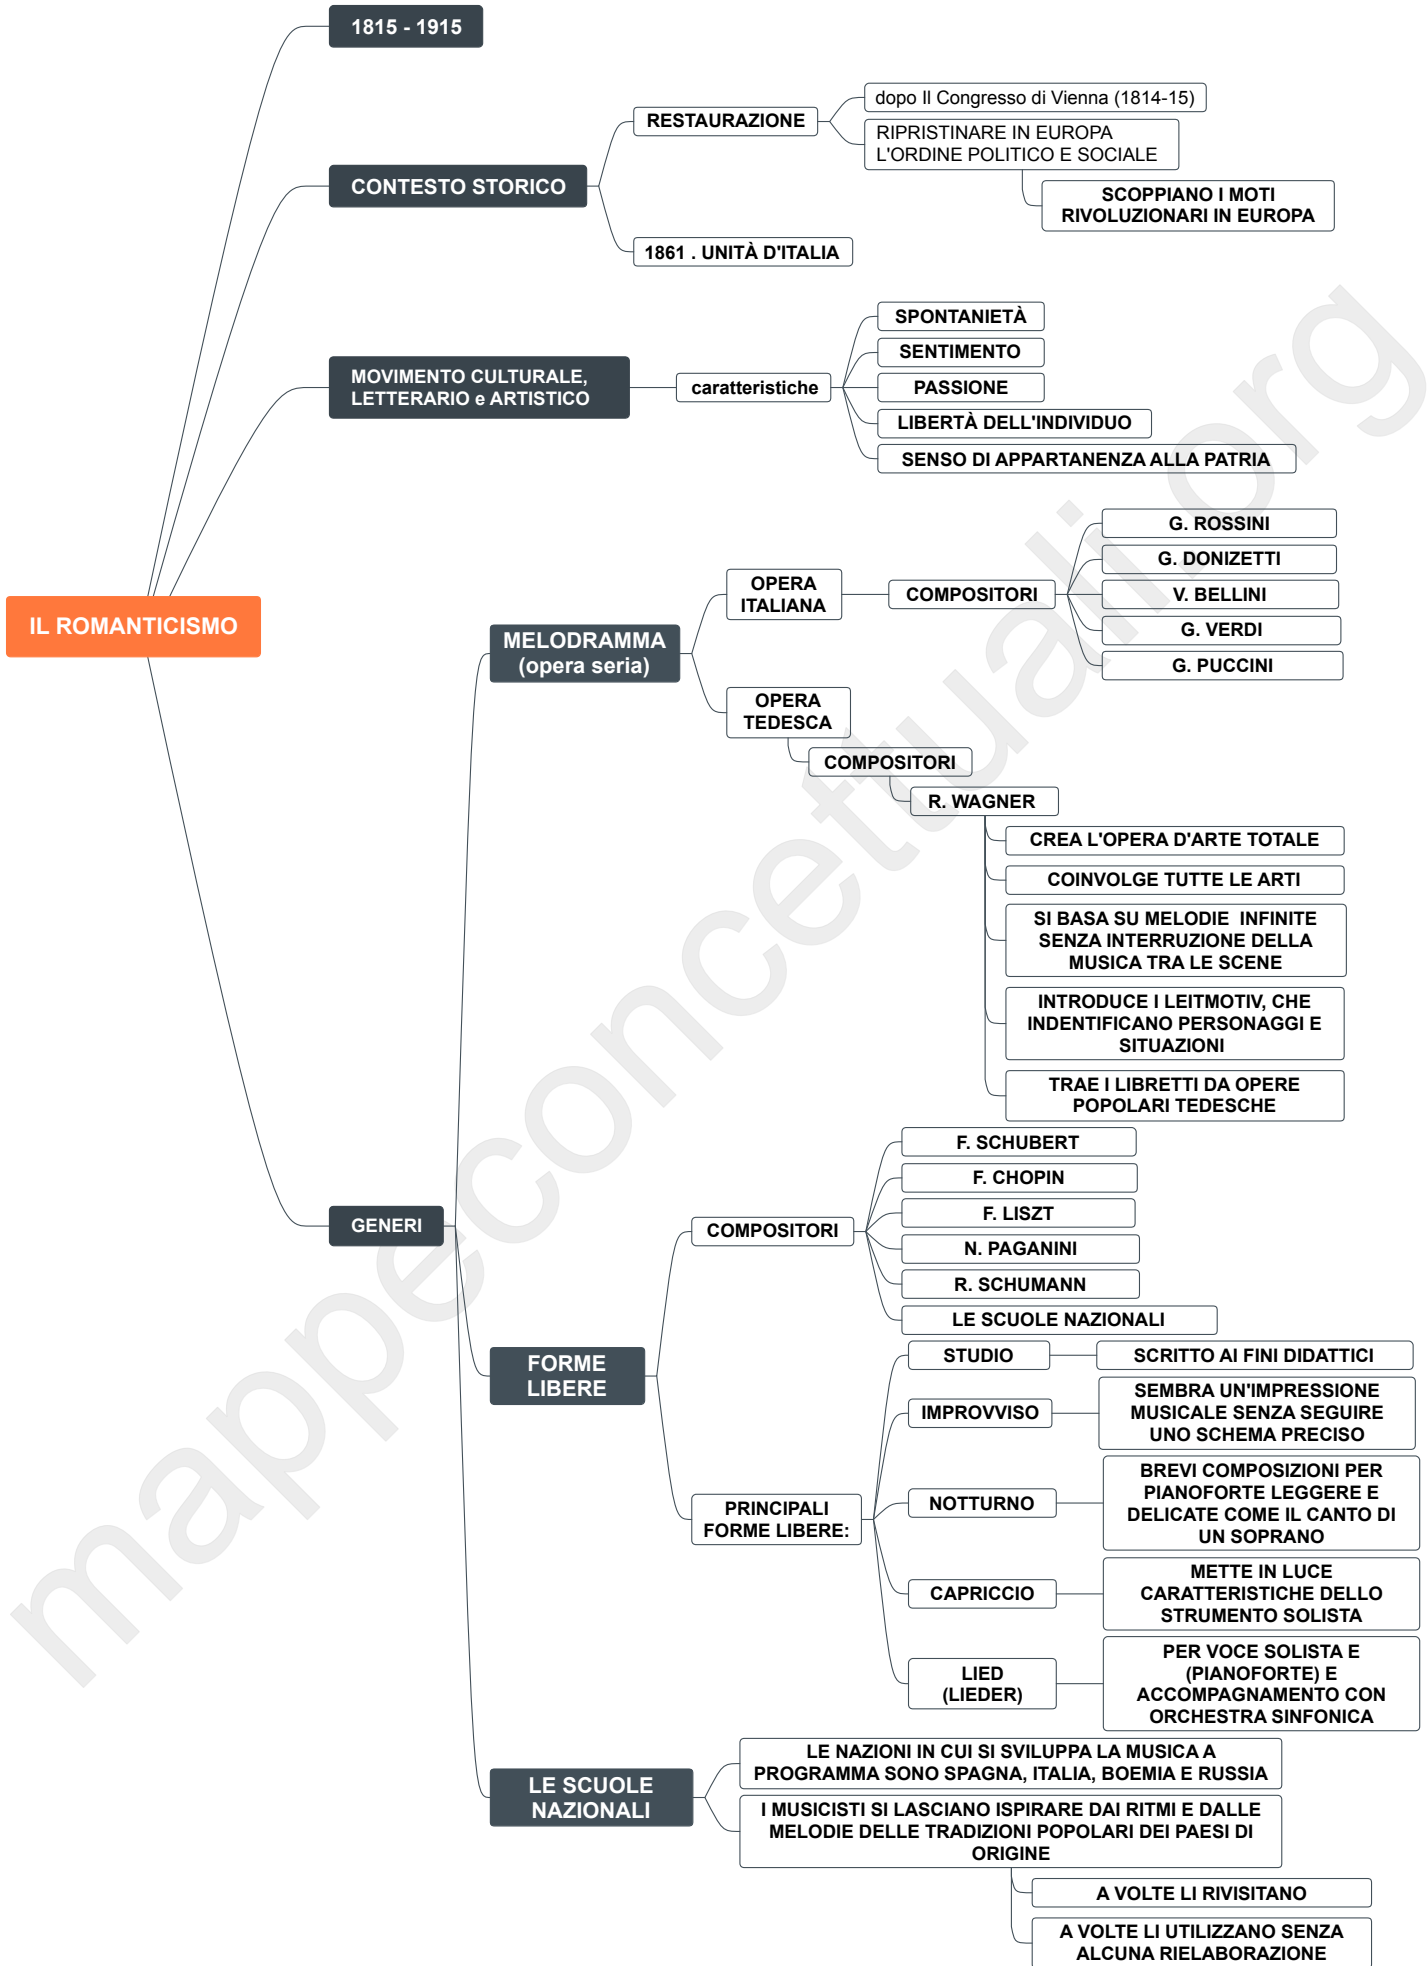 1815 - 1915
dopo Il Congresso di Vienna (1814-15)
RESTAURAZIONE
RIPRISTINARE IN EUROPA
L'ORDINE POLITICO E SOCIALE
CONTESTO STORICO
SCOPPIANO I MOTI
RIVOLUZIONARI IN EUROPA
1861 . UNITÀ D'ITALIA
MOVIMENTO CULTURALE,
LETTERARIO e ARTISTICO
caratteristiche
SPONTANIETÀ
SENTIMENTO
PASSIONE
LIBERTÀ DELL'INDIVIDUO
SENSO DI APPARTANENZA ALLA PATRIA
IL ROMANTICISMO
MELODRAMMA
(opera seria)
OPERA
ITALIANA
COMPOSITORI
G. ROSSINI
G. DONIZETTI
V. BELLINI
G. VERDI
G. PUCCINI
OPERA
TEDESCA
COMPOSITORI
R. WAGNER
CREA L'OPERA D'ARTE TOTALE
COINVOLGE TUTTE LE ARTI
SI BASA SU MELODIE  INFINITE
SENZA INTERRUZIONE DELLA
MUSICA TRA LE SCENE
INTRODUCE I LEITMOTIV, CHE
INDENTIFICANO PERSONAGGI E
SITUAZIONI
TRAE I LIBRETTI DA OPERE
POPOLARI TEDESCHE
GENERI
FORME
LIBERE
COMPOSITORI
F. SCHUBERT
F. CHOPIN
F. LISZT
N. PAGANINI
R. SCHUMANN
LE SCUOLE NAZIONALI
PRINCIPALI
FORME LIBERE:
STUDIO
SCRITTO AI FINI DIDATTICI
IMPROVVISO
SEMBRA UN'IMPRESSIONE
MUSICALE SENZA SEGUIRE
UNO SCHEMA PRECISO
NOTTURNO
BREVI COMPOSIZIONI PER
PIANOFORTE LEGGERE E
DELICATE COME IL CANTO DI
UN SOPRANO
CAPRICCIO
METTE IN LUCE
CARATTERISTICHE DELLO
STRUMENTO SOLISTA
LIED
(LIEDER)
PER VOCE SOLISTA E
(PIANOFORTE) E
ACCOMPAGNAMENTO CON
ORCHESTRA SINFONICA
LE SCUOLE
NAZIONALI
LE NAZIONI IN CUI SI SVILUPPA LA MUSICA A
PROGRAMMA SONO SPAGNA, ITALIA, BOEMIA E RUSSIA
I MUSICISTI SI LASCIANO ISPIRARE DAI RITMI E DALLE
MELODIE DELLE TRADIZIONI POPOLARI DEI PAESI DI
ORIGINE
A VOLTE LI RIVISITANO
A VOLTE LI UTILIZZANO SENZA
ALCUNA RIELABORAZIONE
mappeconcettuali.org